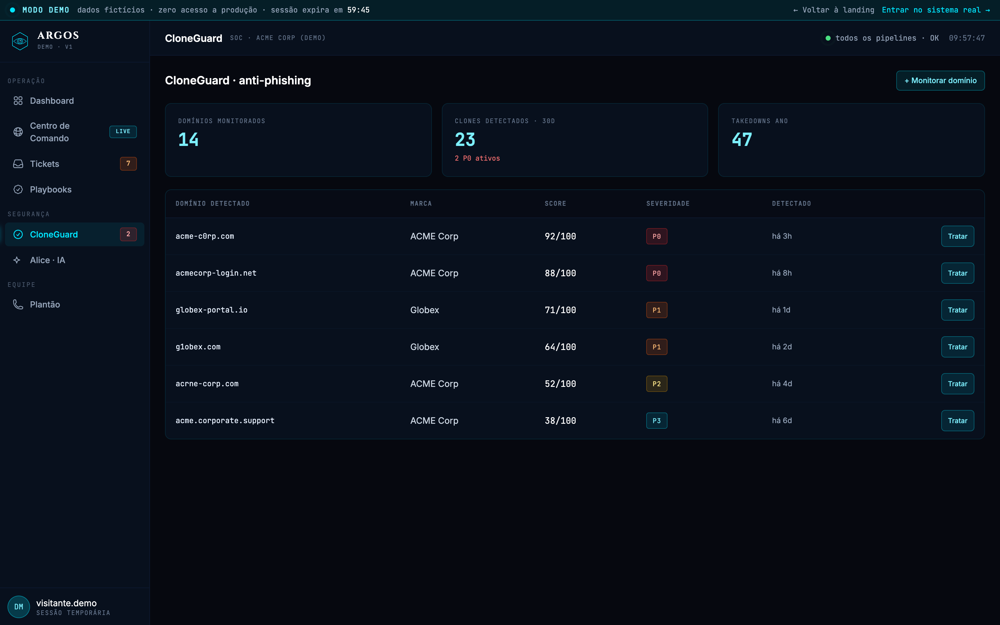 MODO DEMO dados fictícios · zero acesso a produção · sessão expira em 59:45
← Voltar à landing Entrar no sistema real →
ARGOS
DEMO · V1
OPERAÇÃO
Dashboard
Centro de
Comando
LIVE
Tickets 7
Playbooks
SEGURANÇA
CloneGuard 2
Alice · IA
EQUIPE
Plantão
DM
visitante.demo
SESSÃO TEMPORÁRIA
CloneGuard SOC · ACME CORP (DEMO)
todos os pipelines · OK 09:57:47
CloneGuard · anti-phishing
+ Monitorar domínio
DOMÍNIOS MONITORADOS
14
CLONES DETECTADOS · 30D
23
2 P0 ativos
TAKEDOWNS ANO
47
DOMÍNIO DETECTADO MARCA SCORE SEVERIDADE DETECTADO
acme-c0rp.com ACME Corp 92/100 P0 há 3h Tratar
acmecorp-login.net ACME Corp 88/100 P0 há 8h Tratar
globex-portal.io Globex 71/100 P1 há 1d Tratar
g1obex.com Globex 64/100 P1 há 2d Tratar
acrne-corp.com ACME Corp 52/100 P2 há 4d Tratar
acme.corporate.support ACME Corp 38/100 P3 há 6d Tratar